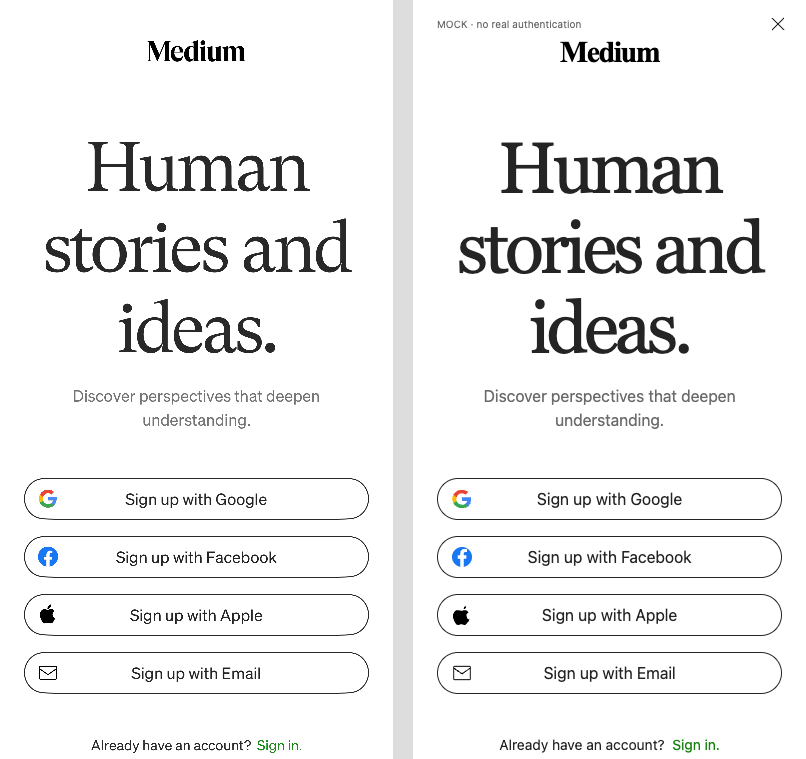 Medium
Human
stories and
ideas.
Discover perspectives that deepen
understanding.
Sign up with Google
Sign up with Facebook
Sign up with Apple
Sign up with Email
Already have an account? Sign in.
MOCK · no real authentication
Medium
Human
stories and
ideas.
Discover perspectives that deepen
understanding.
Sign up with Google
Sign up with Facebook
Sign up with Apple
Sign up with Email
Already have an account? Sign in.